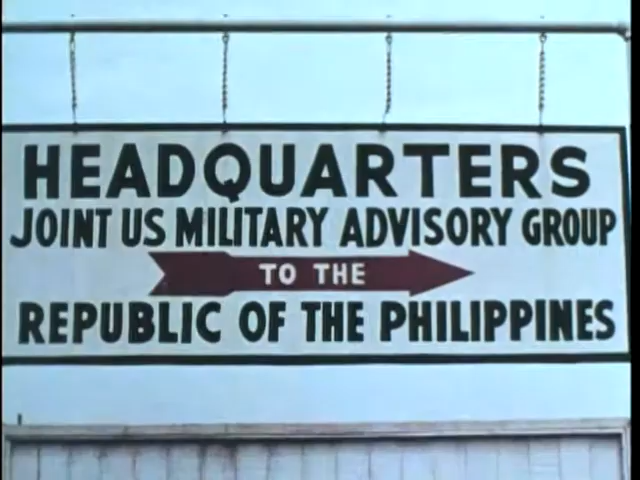 HEADQUARTERS
JOINT US MILITARY ADVISORY GROUP
TO THE
REPUBLIC OF THE PHILIPPINES